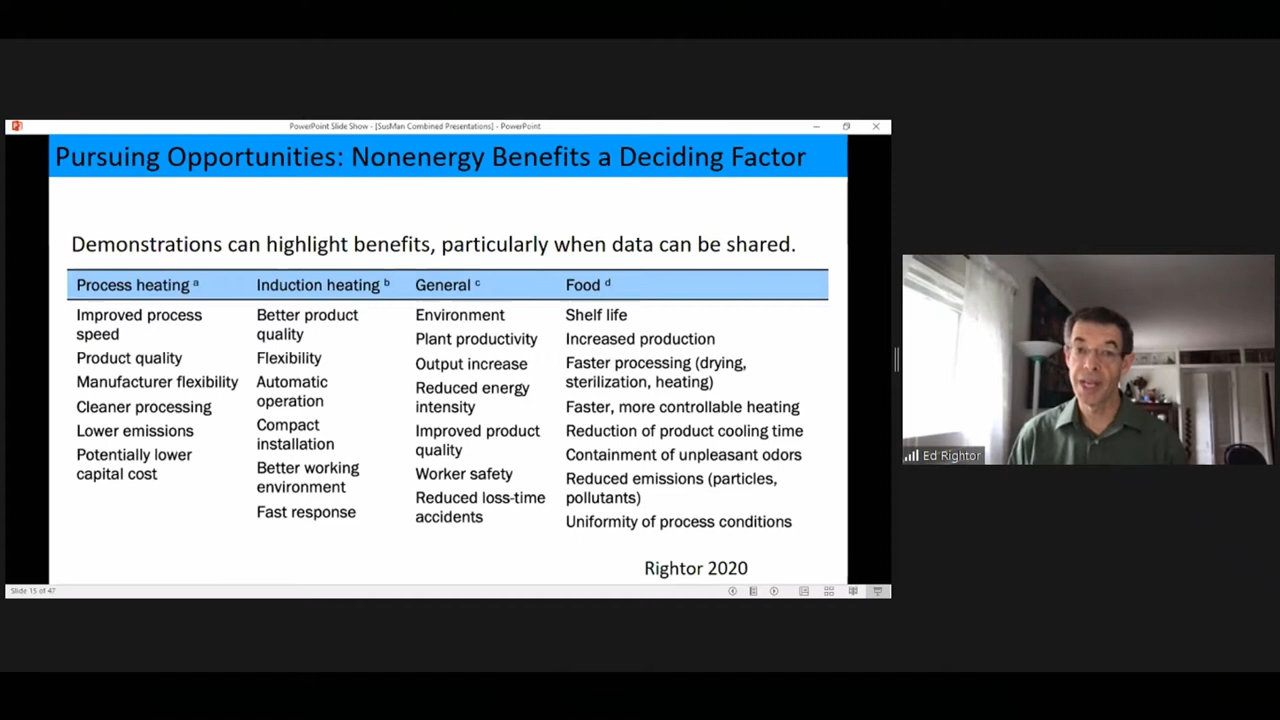 PowerPoint Slide Show - [SusMan Combined Presentations] - PowerPoint
Pursuing Opportunities: Nonenergy Benefits a Deciding Factor
Demonstrations can highlight benefits, particularly when data can be shared.
Process heating a
Improved process
speed
Product quality
Manufacturer flexibility
Cleaner processing
Lower emissions
Potentially lower
capital cost
Induction heating b
Better product
quality
Flexibility
Automatic
operation
Compact
installation
Better working
environment
Fast response
General c
Environment
Plant productivity
Output increase
Reduced energy
intensity
Improved product
quality
Worker safety
Reduced loss-time
accidents
Food d
Shelf life
Increased production
Faster processing (drying,
sterilization, heating)
Faster, more controllable heating
Reduction of product cooling time
Containment of unpleasant odors
Reduced emissions (particles,
pollutants)
Uniformity of process conditions
Rightor 2020
Slide 15 of 47
Ed Rightor